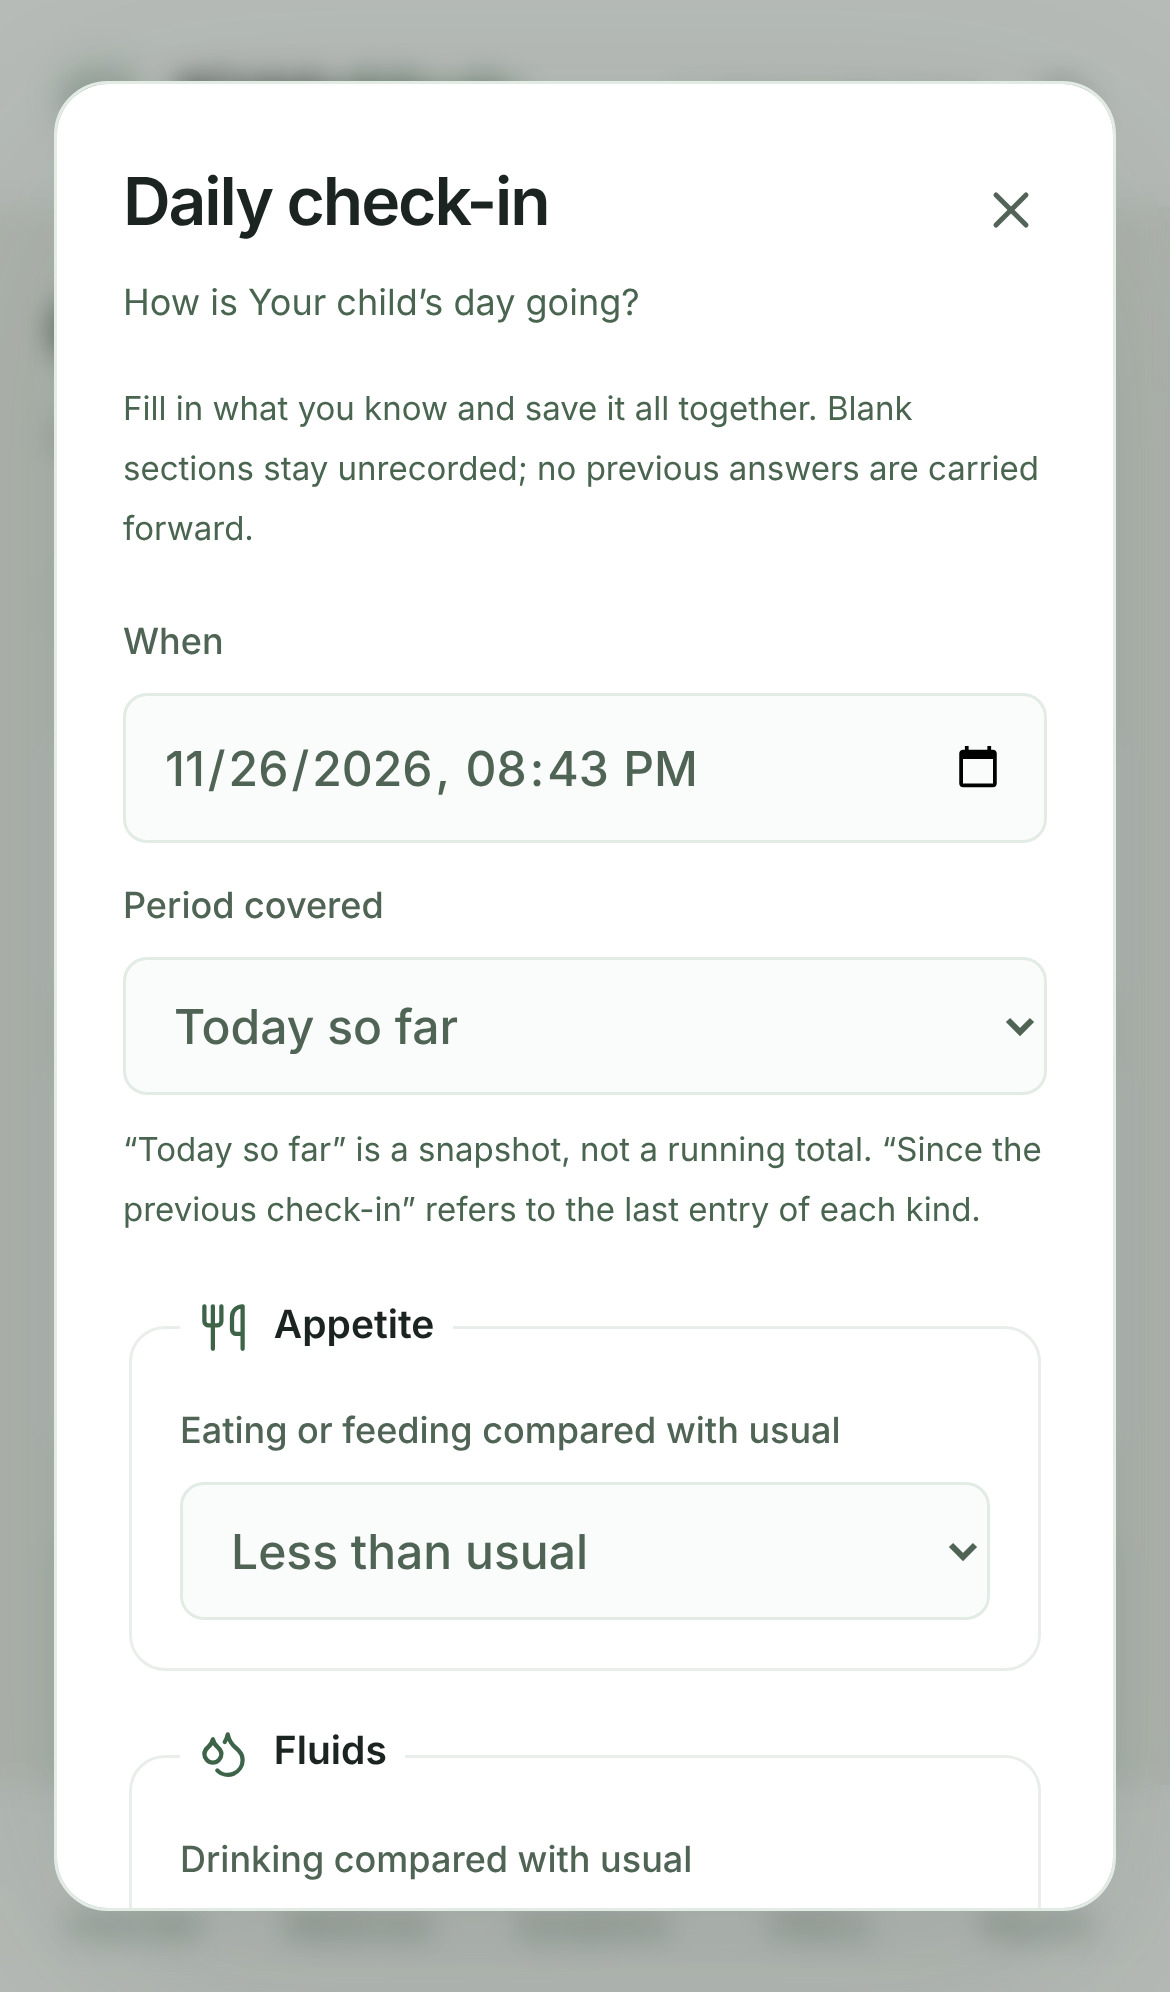 Daily check-in
How is Your child’s day going?
Fill in what you know and save it all together. Blank
sections stay unrecorded; no previous answers are carried
forward.
When
11/26/2026, 08:43 PM
Period covered
Today so far
“Today so far” is a snapshot, not a running total. “Since the
previous check-in” refers to the last entry of each kind.
Appetite
Eating or feeding compared with usual
Less than usual
Fluids
Drinking compared with usual